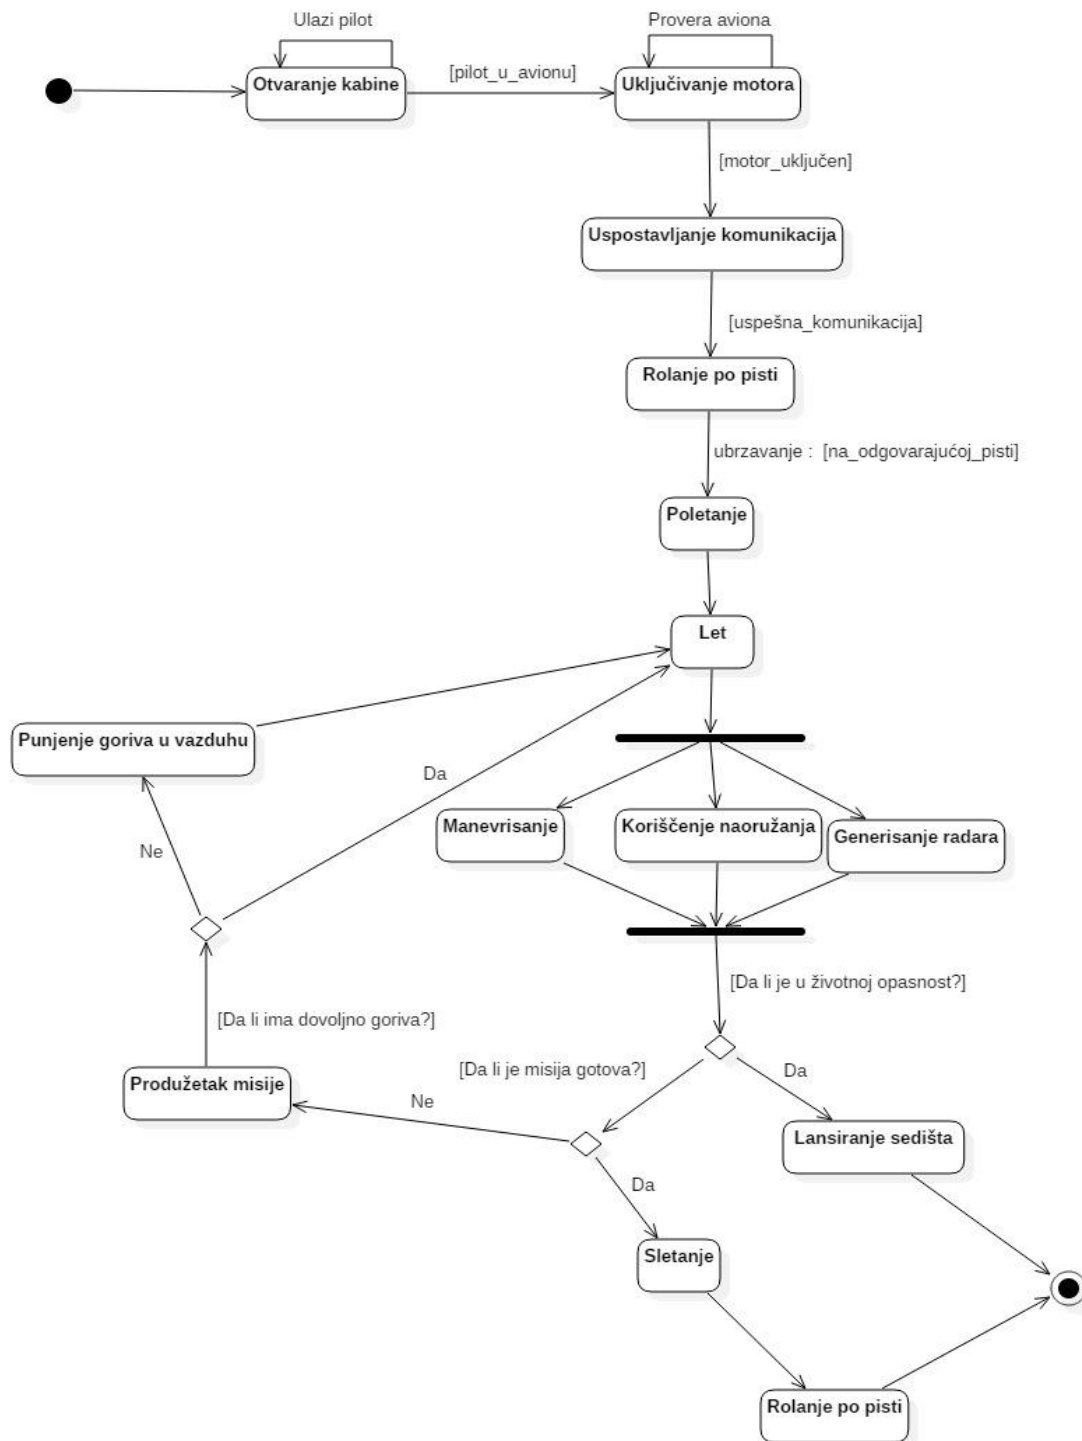 Ulazi pilot
Provera aviona
Otvaranje kabine
[pilot_u_avionu]
Uključivanje motora
[motor_uključen]
Uspostavljanje komunikacija
[uspešna_komunikacija]
Rolanje po pisti
ubrzavanje : [na_odgovarajućoj_pisti]
Poletanje
Let
Punjenje goriva u vazduhu
Da
Manevrisanje
Koriščenje naoružanja
Generisanje radara
Ne
[Da li je u životnoj opasnost?]
[Da li ima dovoljno goriva?]
[Da li je misija gotova?]
Da
Produžetak misije
Ne
Lansiranje sedišta
Da
Sletanje
Rolanje po pisti